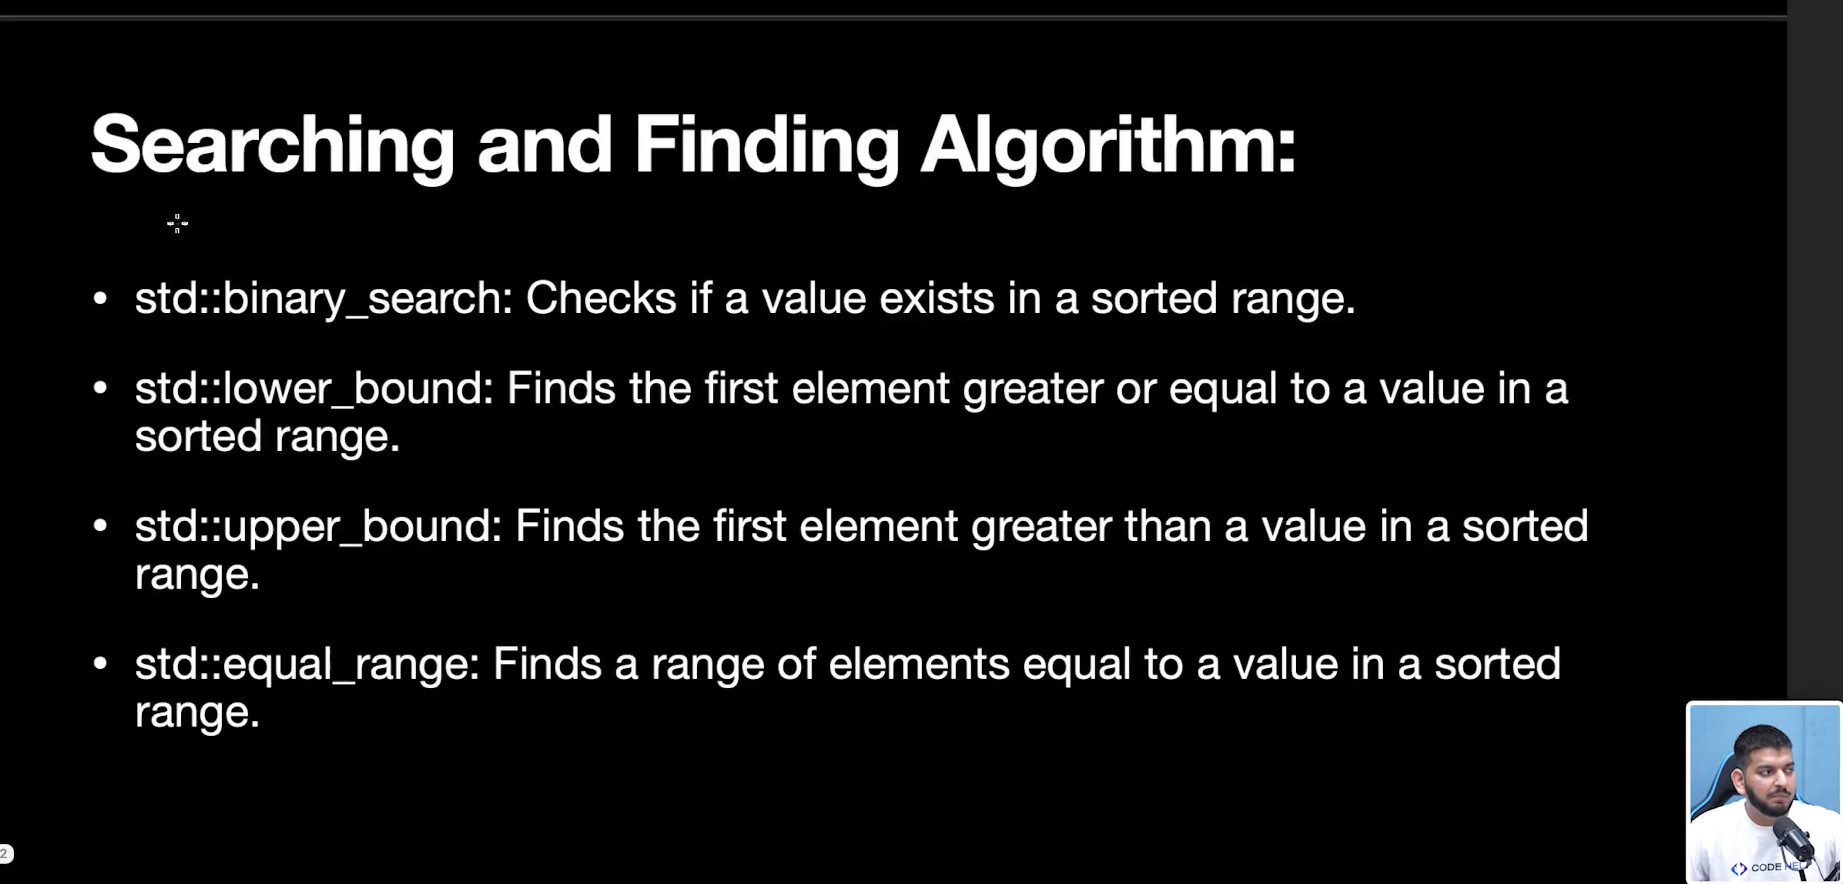 Searching and Finding Algorithm:
• std::binary_search: Checks if a value exists in a sorted range.
• std::lower_bound: Finds the first element greater or equal to a value in a
sorted range.
• std::upper_bound: Finds the first element greater than a value in a sorted
range.
• std::equal_range: Finds a range of elements equal to a value in a sorted
range.
2
CODE